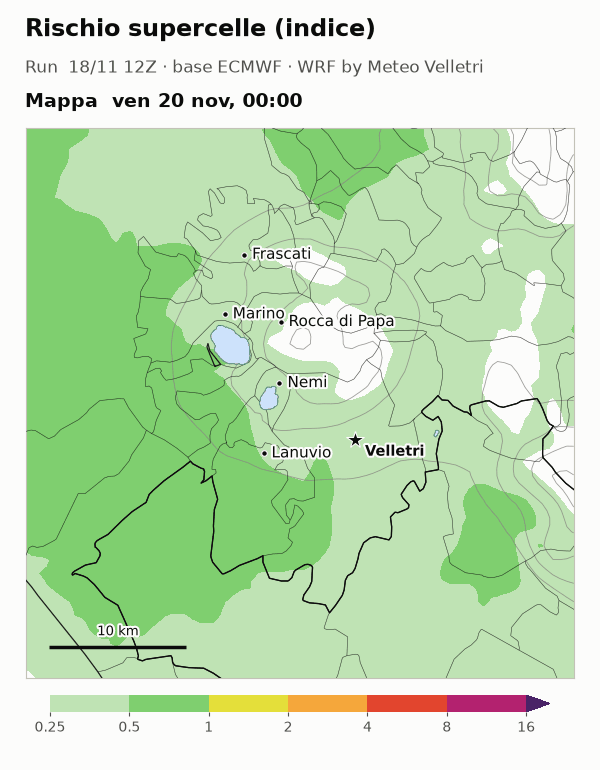 Rischio supercelle (indice)
Run 18/11 12Z · base ECMWF · WRF by Meteo Velletri
Mappa ven 20 nov, 00:00
Frascati
Marino
Rocca di Papa
Nemi
Velletri
Lanuvio
10 km
0.25 0.5 1 2 4 8 16